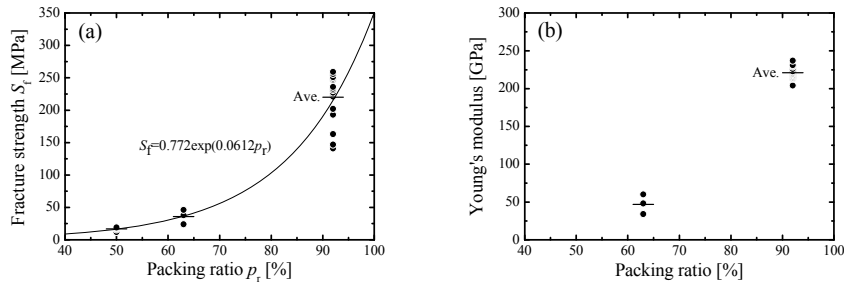 (a)
Fracture strength S_f [MPa]
350
300
250
200
150
100
50
0
Ave.
S_f=0.772exp(0.0612p_r)
40 50 60 70 80 90 100
Packing ratio p_r [%]
(b)
Young's modulus [GPa]
300
250
200
150
100
50
0
Ave.
40 50 60 70 80 90 100
Packing ratio [%]